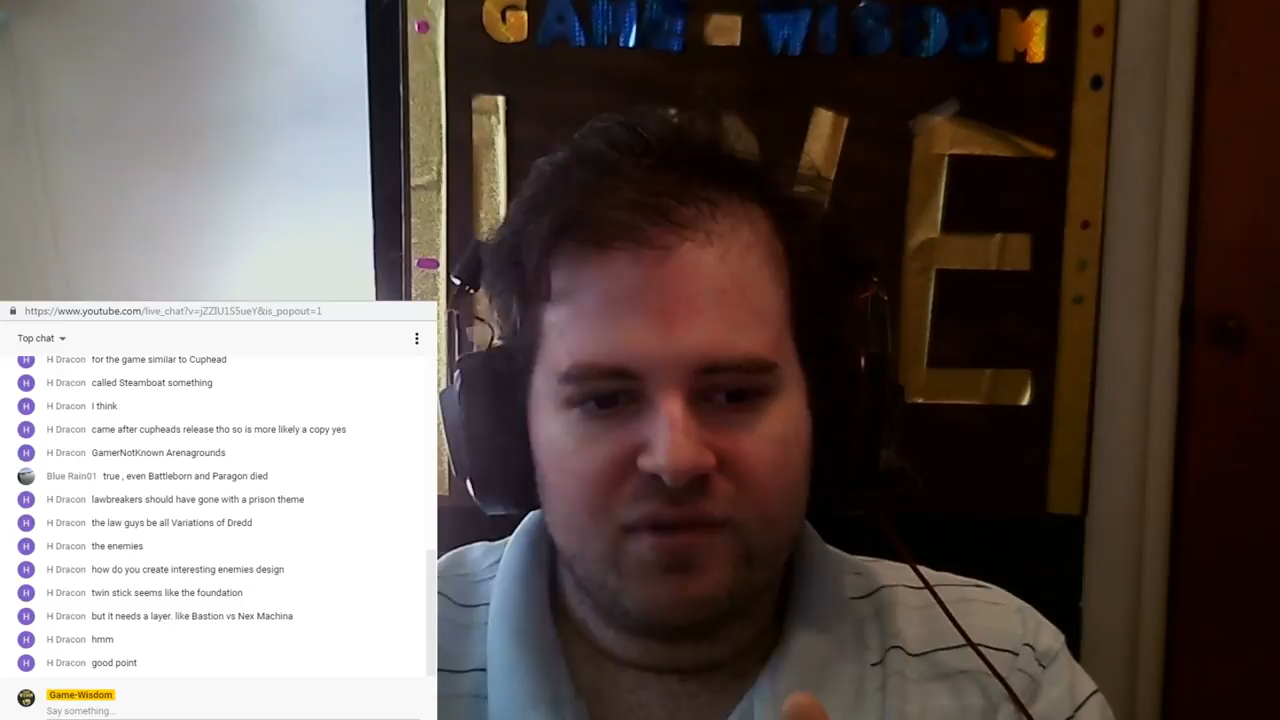 GAME-WISDOM
LIVE
https://www.youtube.com/live_chat?v=jZZIU1S5ueY&is_popout=1
Top chat
H H Dracon for the game similar to Cuphead
H H Dracon called Steamboat something
H H Dracon I think
H H Dracon came after cupheads release tho so is more likely a copy yes
H H Dracon GamerNotKnown Arenagrounds
Blue Rain01 true , even Battleborn and Paragon died
H H Dracon lawbreakers should have gone with a prison theme
H H Dracon the law guys be all Variations of Dredd
H H Dracon the enemies
H H Dracon how do you create interesting enemies design
H H Dracon twin stick seems like the foundation
H H Dracon but it needs a layer. like Bastion vs Nex Machina
H H Dracon hmm
H H Dracon good point
Game-Wisdom
Say something...